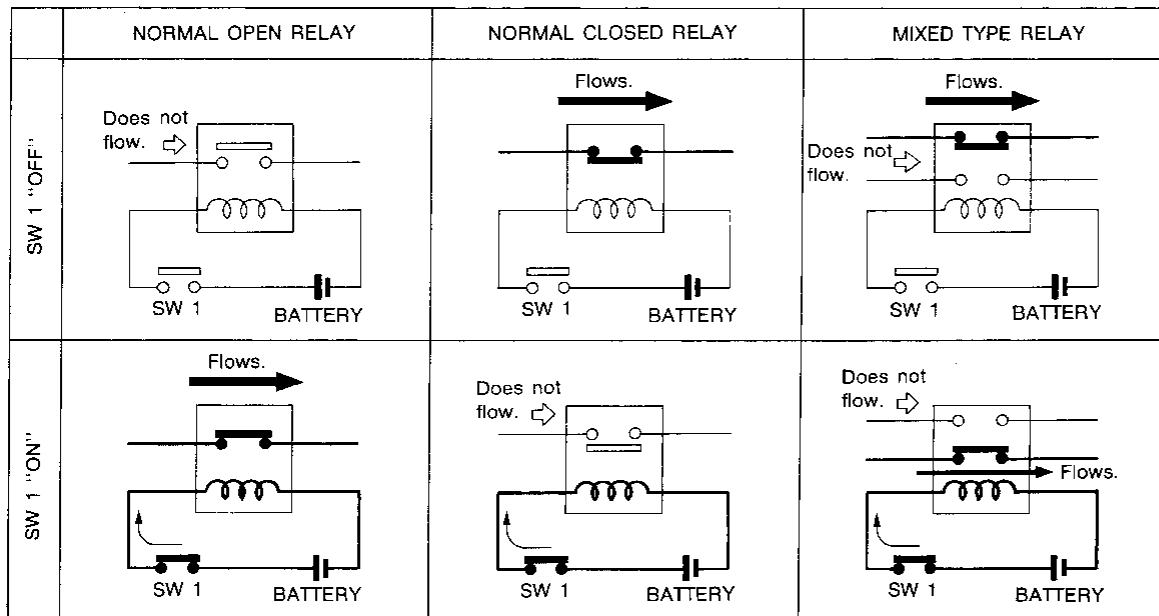 NORMAL OPEN RELAY
NORMAL CLOSED RELAY
MIXED TYPE RELAY
SW 1 "OFF"
Does not
flow.
SW 1
BATTERY
Flows.
SW 1
BATTERY
Flows.
Does not
flow.
SW 1
BATTERY
SW 1 "ON"
Flows.
SW 1
BATTERY
Does not
flow.
SW 1
BATTERY
Does not
flow.
Flows.
SW 1
BATTERY